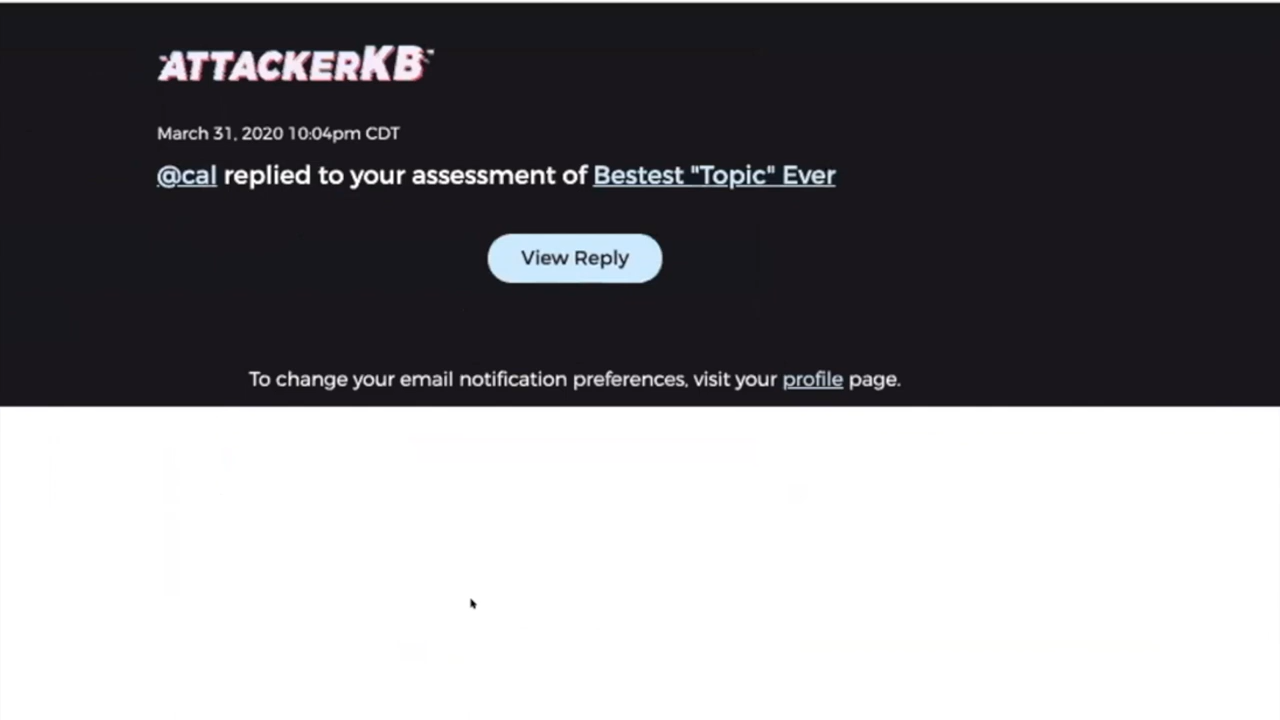 ATTACKERKB
March 31, 2020 10:04pm CDT
@cal replied to your assessment of Bestest "Topic" Ever
View Reply
To change your email notification preferences, visit your profile page.